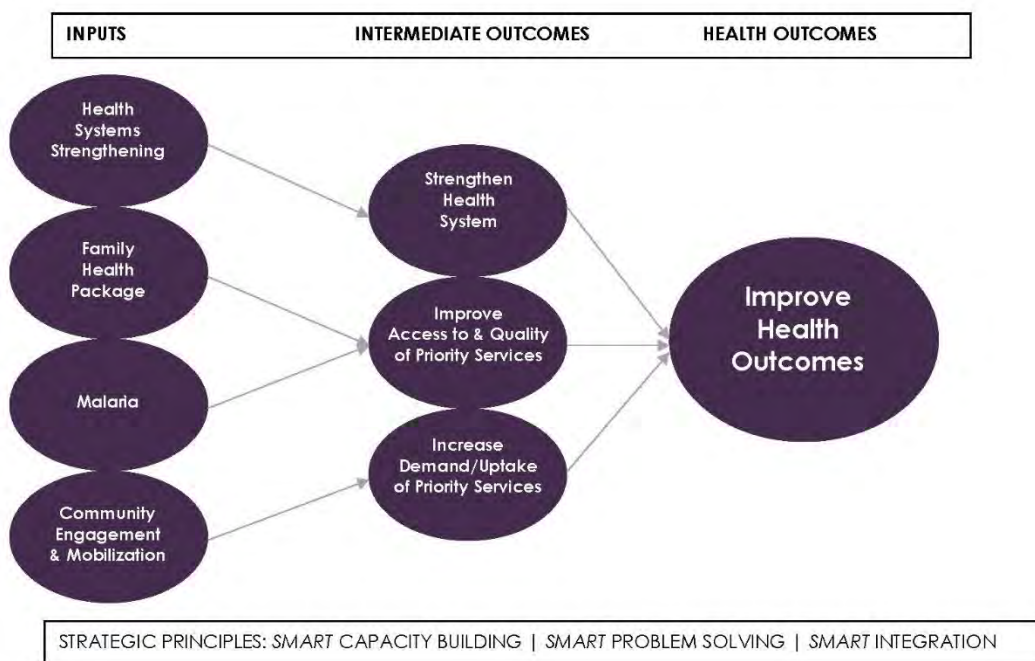 INPUTS INTERMEDIATE OUTCOMES HEALTH OUTCOMES
Health
Systems
Strengthening
Family
Health
Package
Malaria
Community
Engagement
& Mobilization
Strengthen
Health
System
Improve
Access to & Quality
of Priority Services
Increase
Demand/Uptake
of Priority Services
Improve
Health
Outcomes
STRATEGIC PRINCIPLES: SMART CAPACITY BUILDING | SMART PROBLEM SOLVING | SMART INTEGRATION